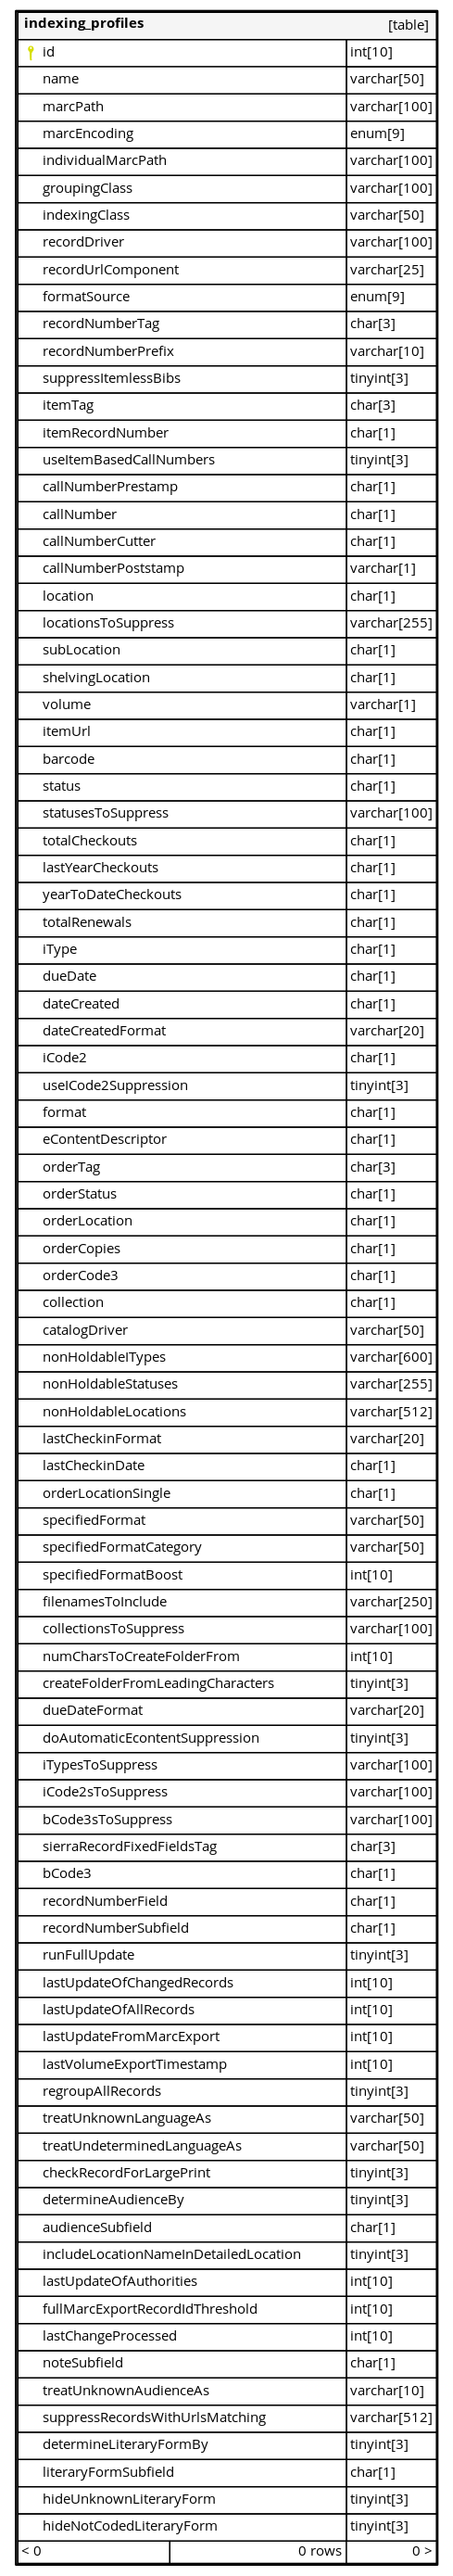 indexing_profiles [table]
id int[10]
name varchar[50]
marcPath varchar[100]
marcEncoding enum[9]
individualMarcPath varchar[100]
groupingClass varchar[100]
indexingClass varchar[50]
recordDriver varchar[100]
recordUrlComponent varchar[25]
formatSource enum[9]
recordNumberTag char[3]
recordNumberPrefix varchar[10]
suppressItemlessBibs tinyint[3]
itemTag char[3]
itemRecordNumber char[1]
useItemBasedCallNumbers tinyint[3]
callNumberPrestamp char[1]
callNumber char[1]
callNumberCutter char[1]
callNumberPoststamp varchar[1]
location char[1]
locationsToSuppress varchar[255]
subLocation char[1]
shelvingLocation char[1]
volume varchar[1]
itemUrl char[1]
barcode char[1]
status char[1]
statusesToSuppress varchar[100]
totalCheckouts char[1]
lastYearCheckouts char[1]
yearToDateCheckouts char[1]
totalRenewals char[1]
iType char[1]
dueDate char[1]
dateCreated char[1]
dateCreatedFormat varchar[20]
iCode2 char[1]
useICode2Suppression tinyint[3]
format char[1]
eContentDescriptor char[1]
orderTag char[3]
orderStatus char[1]
orderLocation char[1]
orderCopies char[1]
orderCode3 char[1]
collection char[1]
catalogDriver varchar[50]
nonHoldableITypes varchar[600]
nonHoldableStatuses varchar[255]
nonHoldableLocations varchar[512]
lastCheckinFormat varchar[20]
lastCheckinDate char[1]
orderLocationSingle char[1]
specifiedFormat varchar[50]
specifiedFormatCategory varchar[50]
specifiedFormatBoost int[10]
filenamesToInclude varchar[250]
collectionsToSuppress varchar[100]
numCharsToCreateFolderFrom int[10]
createFolderFromLeadingCharacters tinyint[3]
dueDateFormat varchar[20]
doAutomaticEcontentSuppression tinyint[3]
iTypesToSuppress varchar[100]
iCode2sToSuppress varchar[100]
bCode3sToSuppress varchar[100]
sierraRecordFixedFieldsTag char[3]
bCode3 char[1]
recordNumberField char[1]
recordNumberSubfield char[1]
runFullUpdate tinyint[3]
lastUpdateOfChangedRecords int[10]
lastUpdateOfAllRecords int[10]
lastUpdateFromMarcExport int[10]
lastVolumeExportTimestamp int[10]
regroupAllRecords tinyint[3]
treatUnknownLanguageAs varchar[50]
treatUndeterminedLanguageAs varchar[50]
checkRecordForLargePrint tinyint[3]
determineAudienceBy tinyint[3]
audienceSubfield char[1]
includeLocationNameInDetailedLocation tinyint[3]
lastUpdateOfAuthorities int[10]
fullMarcExportRecordIdThreshold int[10]
lastChangeProcessed int[10]
noteSubfield char[1]
treatUnknownAudienceAs varchar[10]
suppressRecordsWithUrlsMatching varchar[512]
determineLiteraryFormBy tinyint[3]
literaryFormSubfield char[1]
hideUnknownLiteraryForm tinyint[3]
hideNotCodedLiteraryForm tinyint[3]
< 0 0 rows 0 >